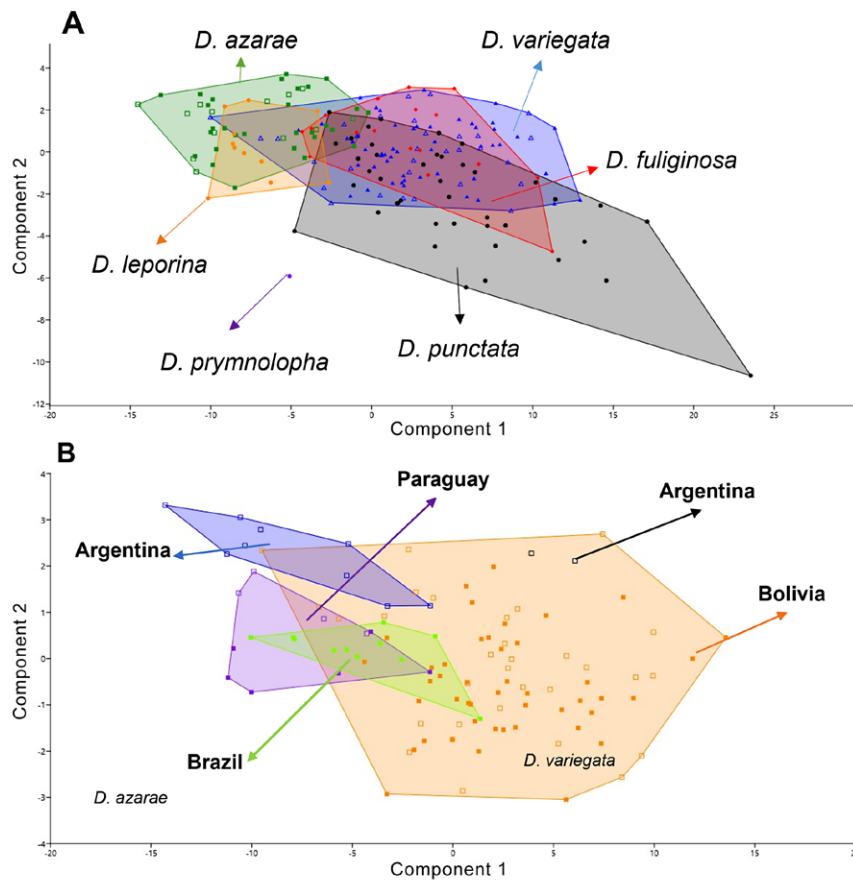 A
D. azarae
D. variegata
D. fuliginosa
D. leporina
D. prymnolopha
D. punctata
Component 2
4
2
0
-2
-4
-6
-8
-10
-12
-20 -15 -10 -5 0 5 10 15 20 25
Component 1
B
Paraguay
Argentina
Argentina
Bolivia
Brazil
D. variegata
D. azarae
Component 2
4
3
2
1
0
-1
-2
-3
-4
-20 -15 -10 -5 0 5 10 15
Component 1